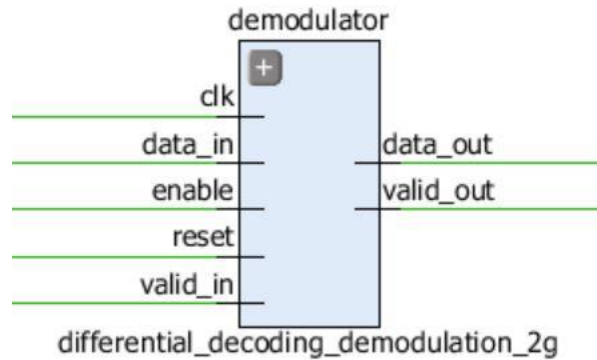 demodulator
+
clk
data_in
data_out
enable
valid_out
reset
valid_in
differential_decoding_demodulation_2g